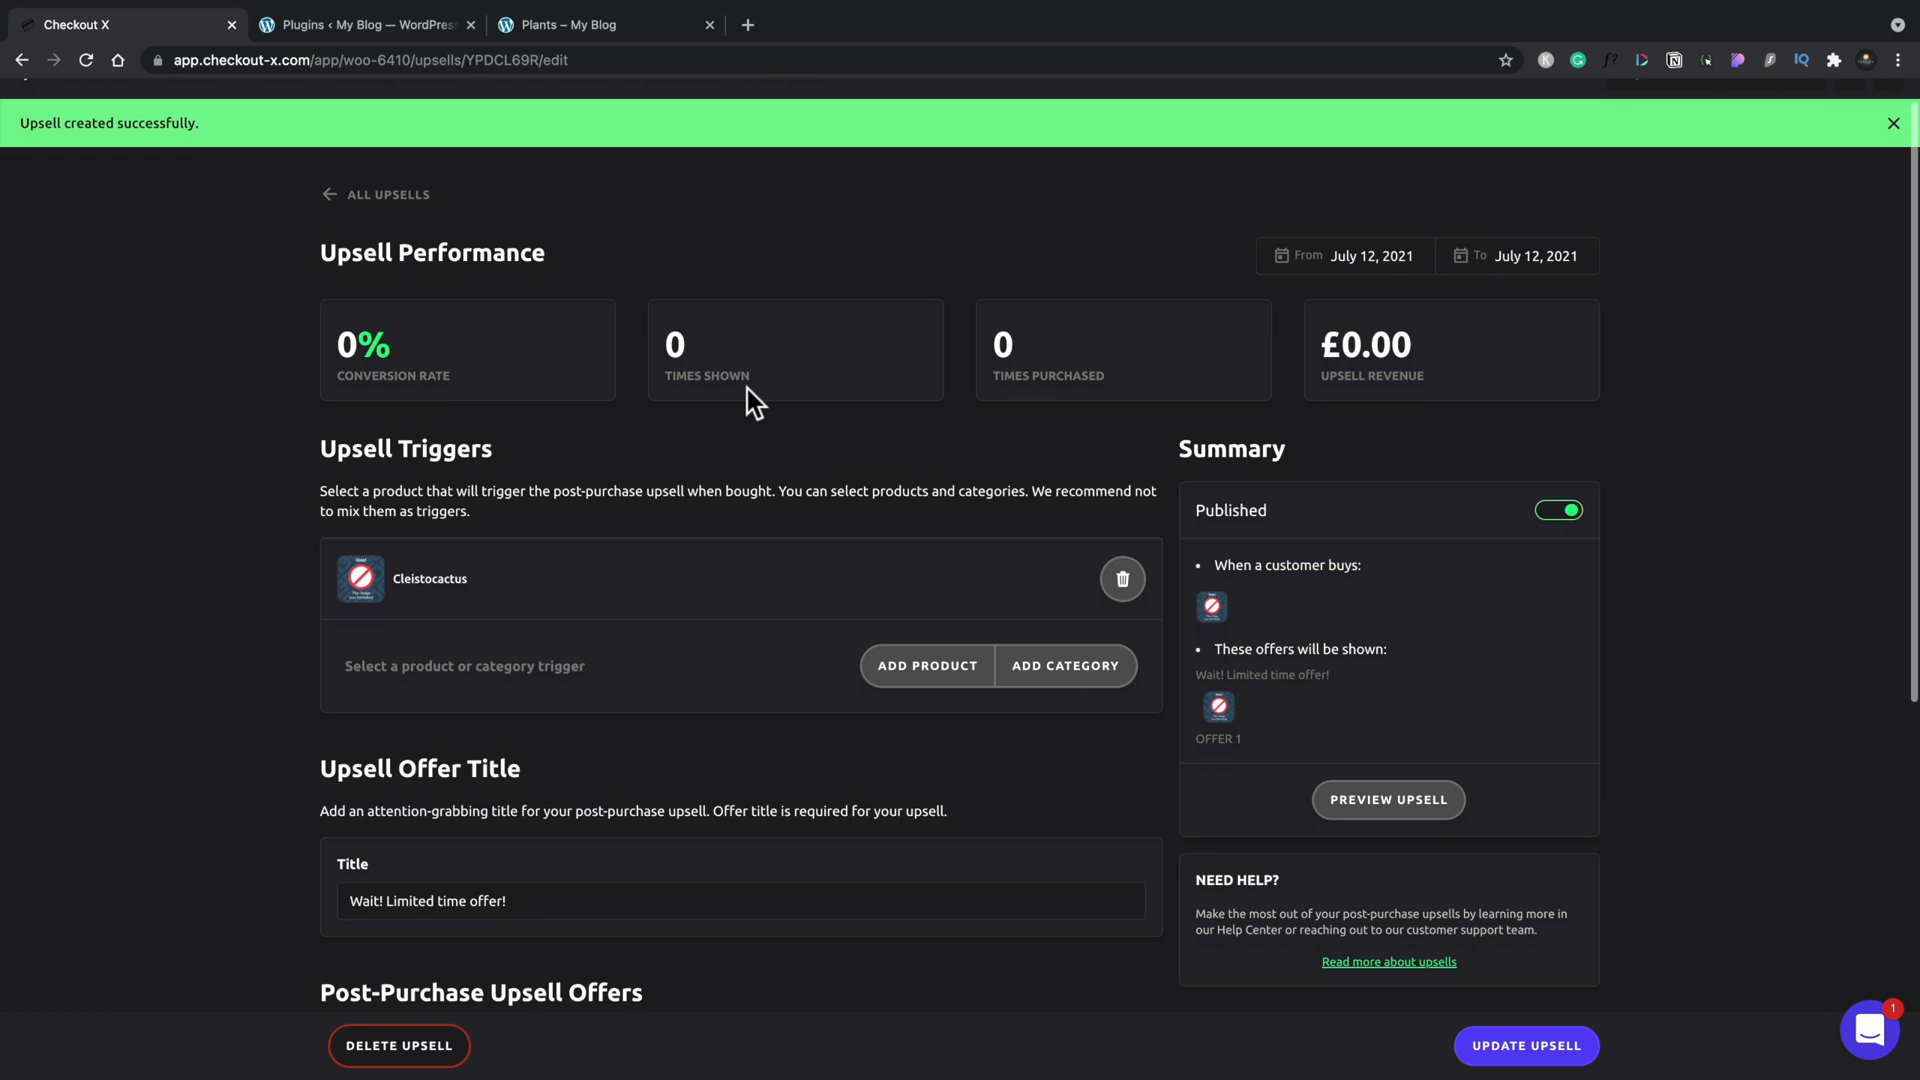 Checkout X
Plugins ‹ My Blog — WordPress
Plants – My Blog
app.checkout-x.com/app/woo-6410/upsells/YPDCL69R/edit
Upsell created successfully.
ALL UPSELLS
Upsell Performance
From July 12, 2021
To July 12, 2021
0%
CONVERSION RATE
0
TIMES SHOWN
0
TIMES PURCHASED
£0.00
UPSELL REVENUE
Upsell Triggers
Select a product that will trigger the post-purchase upsell when bought. You can select products and categories. We recommend not
to mix them as triggers.
Cleistocactus
Select a product or category trigger
ADD PRODUCT
ADD CATEGORY
Upsell Offer Title
Add an attention-grabbing title for your post-purchase upsell. Offer title is required for your upsell.
Title
Wait! Limited time offer!
Post-Purchase Upsell Offers
DELETE UPSELL
Summary
Published
• When a customer buys:
• These offers will be shown:
Wait! Limited time offer!
OFFER 1
PREVIEW UPSELL
NEED HELP?
Make the most out of your post-purchase upsells by learning more in
our Help Center or reaching out to our customer support team.
Read more about upsells
UPDATE UPSELL
1